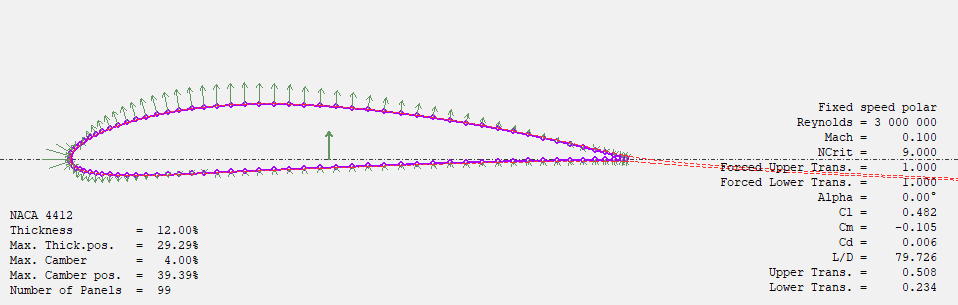 Fixed speed polar
Reynolds = 3 000 000
Mach = 0.100
NCrit = 9.000
Forced Upper Trans. = 1.000
Forced Lower Trans. = 1.000
Alpha = 0.00°
Cl = 0.482
Cm = -0.105
Cd = 0.006
L/D = 79.726
Upper Trans. = 0.508
Lower Trans. = 0.234
NACA 4412
Thickness = 12.00%
Max. Thick.pos. = 29.29%
Max. Camber = 4.00%
Max. Camber pos. = 39.39%
Number of Panels = 99